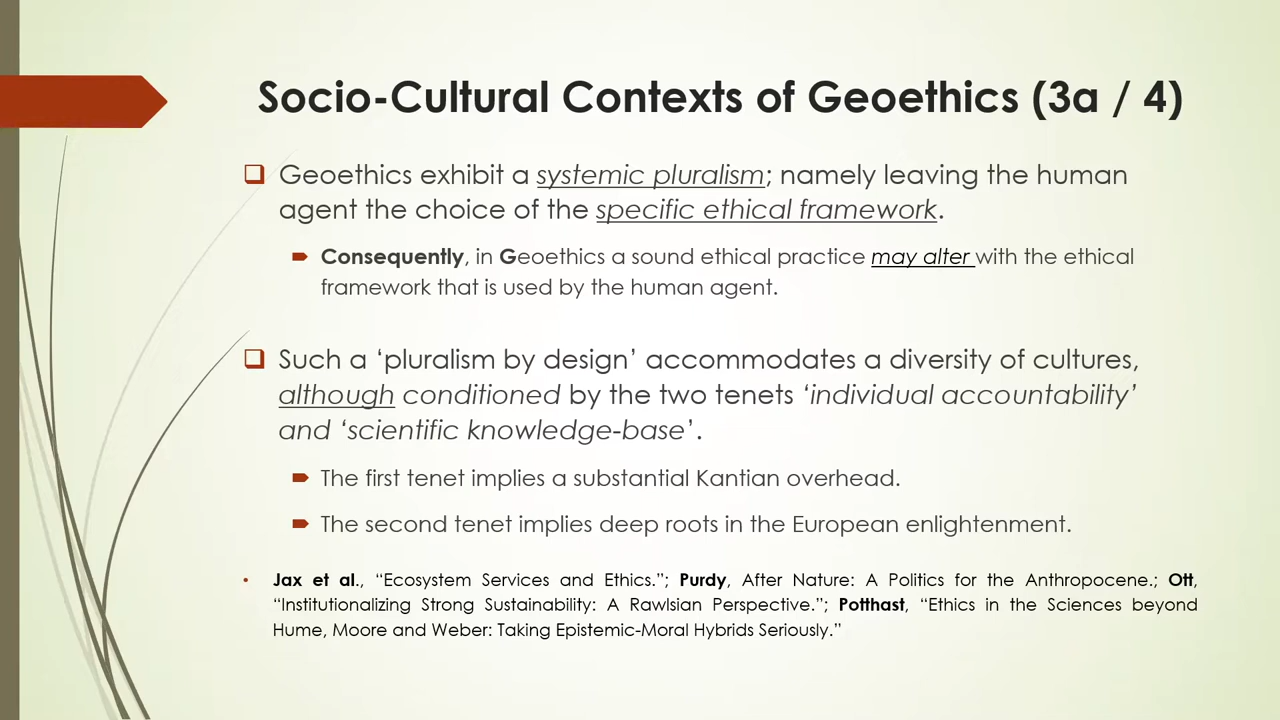 Socio-Cultural Contexts of Geoethics (3a / 4)
Geoethics exhibit a systemic pluralism; namely leaving the human
agent the choice of the specific ethical framework.
Consequently, in Geoethics a sound ethical practice may alter with the ethical
framework that is used by the human agent.
Such a ‘pluralism by design’ accommodates a diversity of cultures,
although conditioned by the two tenets ‘individual accountability’
and ‘scientific knowledge-base’.
The first tenet implies a substantial Kantian overhead.
The second tenet implies deep roots in the European enlightenment.
• Jax et al., “Ecosystem Services and Ethics.”; Purdy, After Nature: A Politics for the Anthropocene.; Ott,
“Institutionalizing Strong Sustainability: A Rawlsian Perspective.”; Potthast, “Ethics in the Sciences beyond
Hume, Moore and Weber: Taking Epistemic-Moral Hybrids Seriously.”